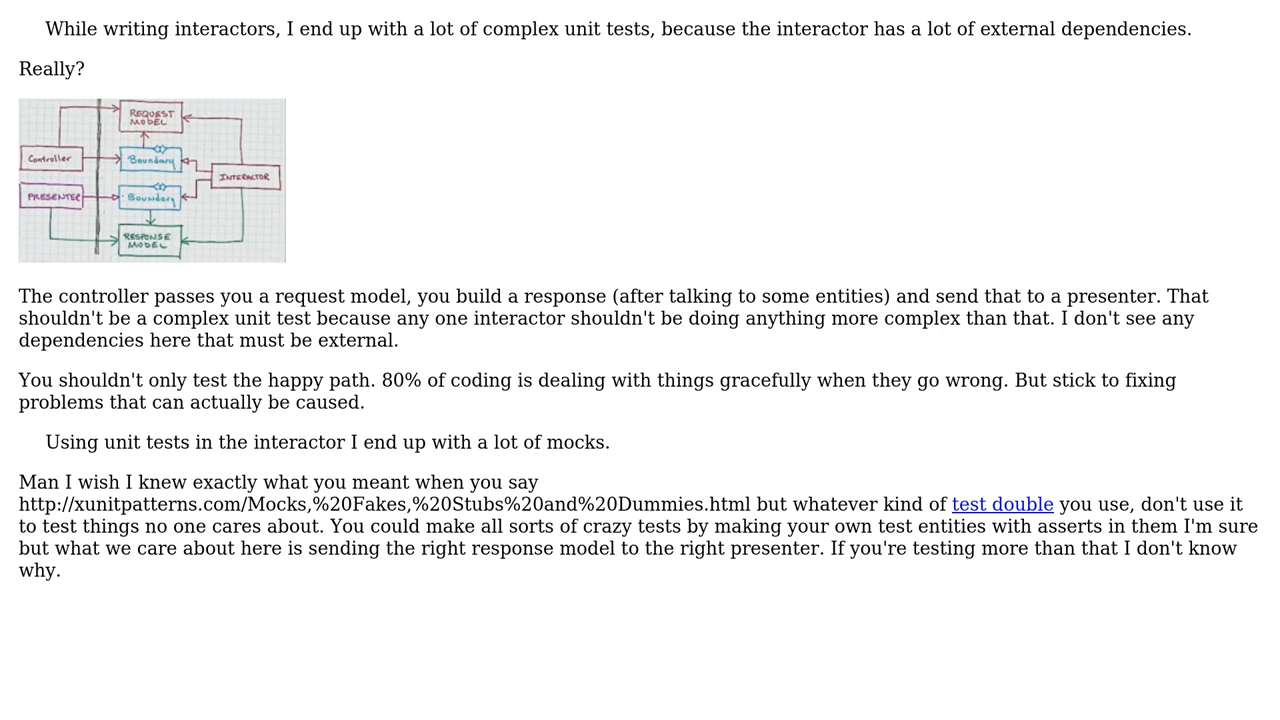 While writing interactors, I end up with a lot of complex unit tests, because the interactor has a lot of external dependencies.
Really?
REQUEST
MODEL
Controller
Boundary
INTERACTOR
PRESENTER
Boundary
RESPONSE
MODEL
The controller passes you a request model, you build a response (after talking to some entities) and send that to a presenter. That
shouldn't be a complex unit test because any one interactor shouldn't be doing anything more complex than that. I don't see any
dependencies here that must be external.
You shouldn't only test the happy path. 80% of coding is dealing with things gracefully when they go wrong. But stick to fixing
problems that can actually be caused.
Using unit tests in the interactor I end up with a lot of mocks.
Man I wish I knew exactly what you meant when you say
http://xunitpatterns.com/Mocks,%20Fakes,%20Stubs%20and%20Dummies.html but whatever kind of test double you use, don't use it
to test things no one cares about. You could make all sorts of crazy tests by making your own test entities with asserts in them I'm sure
but what we care about here is sending the right response model to the right presenter. If you're testing more than that I don't know
why.